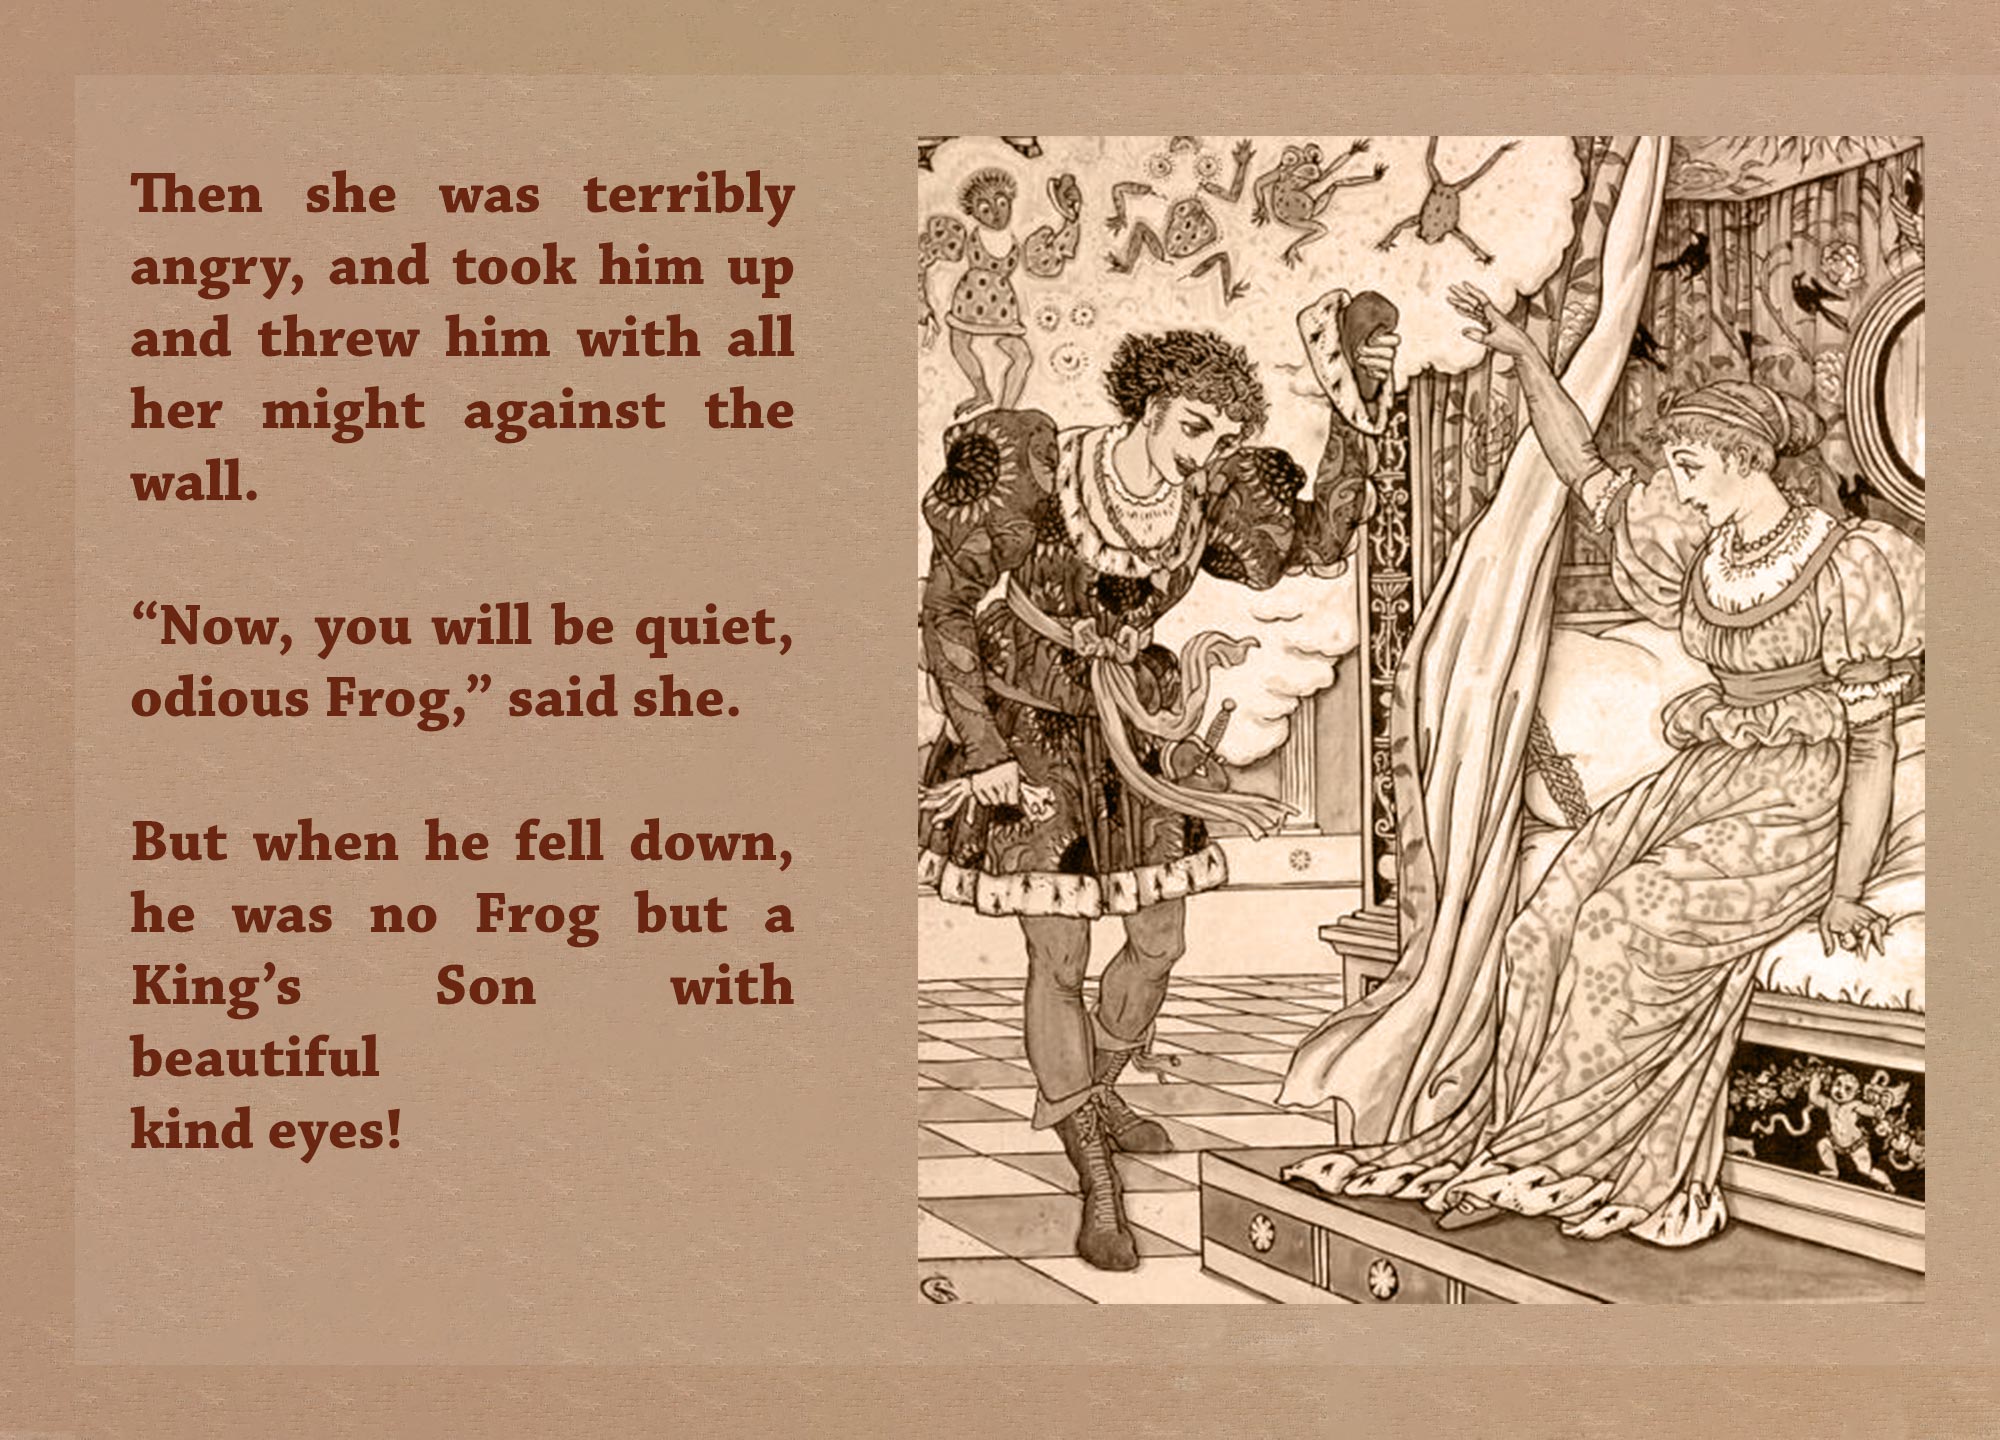 Then she was terribly
angry, and took him up
and threw him with all
her might against the
wall.
“Now, you will be quiet,
odious Frog,” said she.
But when he fell down,
he was no Frog but a
King’s Son with
beautiful
kind eyes!